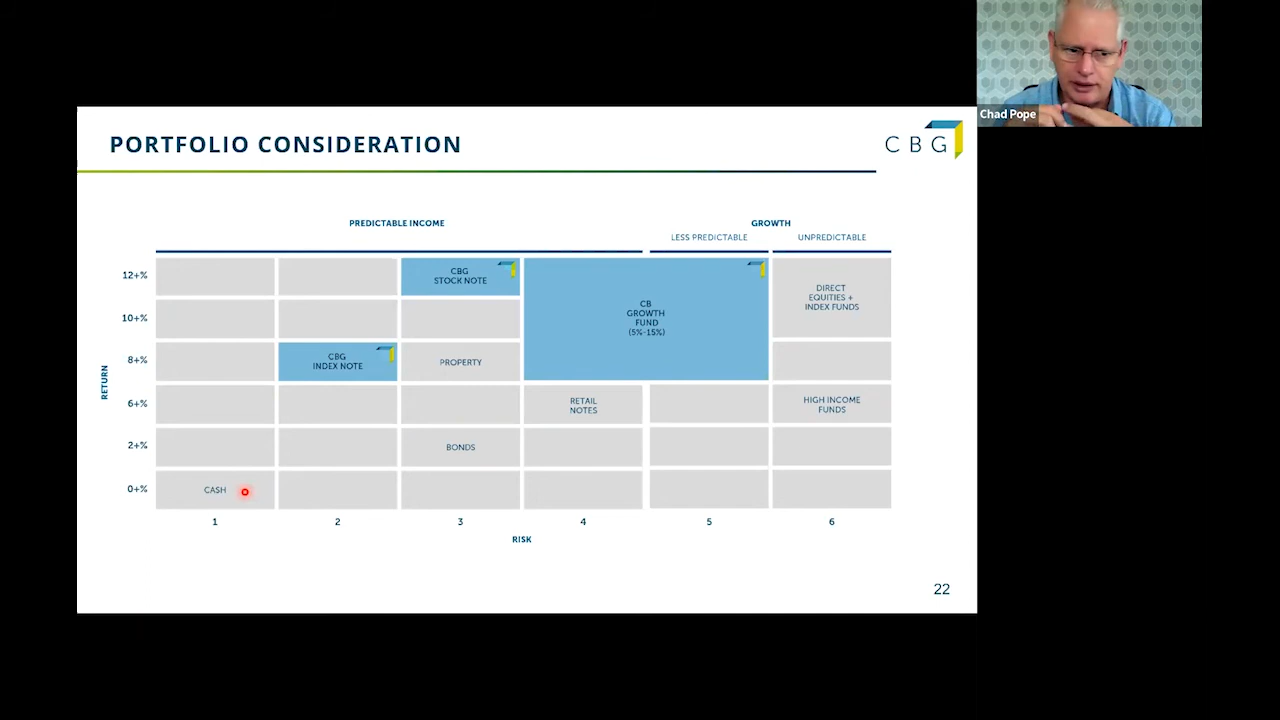 Chad Pope
PORTFOLIO CONSIDERATION
CBG
PREDICTABLE INCOME
GROWTH
LESS PREDICTABLE
UNPREDICTABLE
RETURN
12+%
CBG
STOCK NOTE
CB
GROWTH
FUND
(5%-15%)
DIRECT
EQUITIES +
INDEX FUNDS
10+%
8+%
CBG
INDEX NOTE
PROPERTY
6+%
RETAIL
NOTES
HIGH INCOME
FUNDS
2+%
BONDS
0+%
CASH
1
2
3
4
5
6
RISK
22